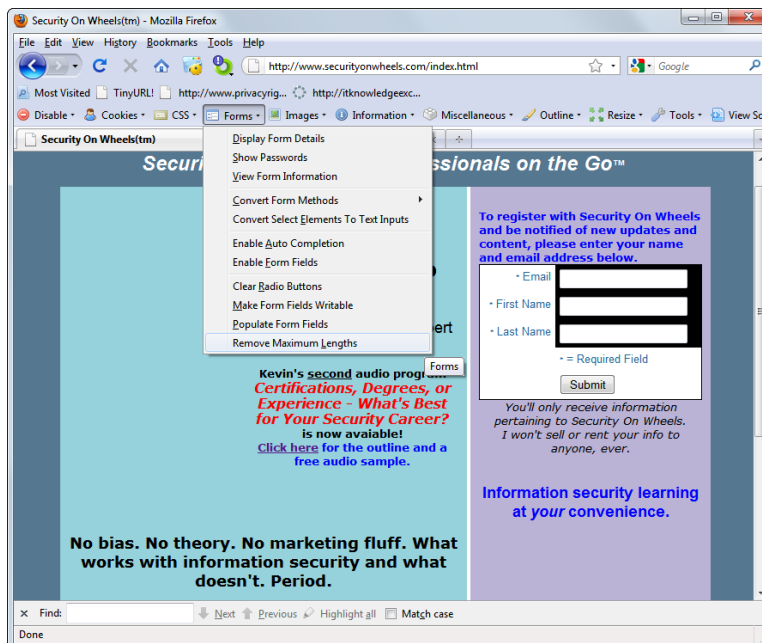 Security On Wheels(tm) - Mozilla Firefox
File Edit View History Bookmarks Tools Help
http://www.securityonwheels.com/index.html
Google
Most Visited TinyURL! http://www.privacyrig... http://itknowledgeexc...
Disable Cookies CSS Forms Images Information Miscellaneous Outline Resize Tools View So
Security On Wheels(tm)
Securi
ssionals on the Go™
Display Form Details
Show Passwords
View Form Information
Convert Form Methods
Convert Select Elements To Text Inputs
Enable Auto Completion
Enable Form Fields
Clear Radio Buttons
Make Form Fields Writable
Populate Form Fields
Remove Maximum Lengths
Forms
pert
Kevin's second audio program
Certifications, Degrees, or
Experience - What's Best
for Your Security Career?
is now avaiable!
Click here for the outline and a
free audio sample.
No bias. No theory. No marketing fluff. What
works with information security and what
doesn't. Period.
To register with Security On Wheels
and be notified of new updates and
content, please enter your name
and email address below.
• Email
• First Name
• Last Name
• = Required Field
Submit
You'll only receive information
pertaining to Security On Wheels.
I won't sell or rent your info to
anyone, ever.
Information security learning
at your convenience.
× Find: Next Previous Highlight all Match case
Done